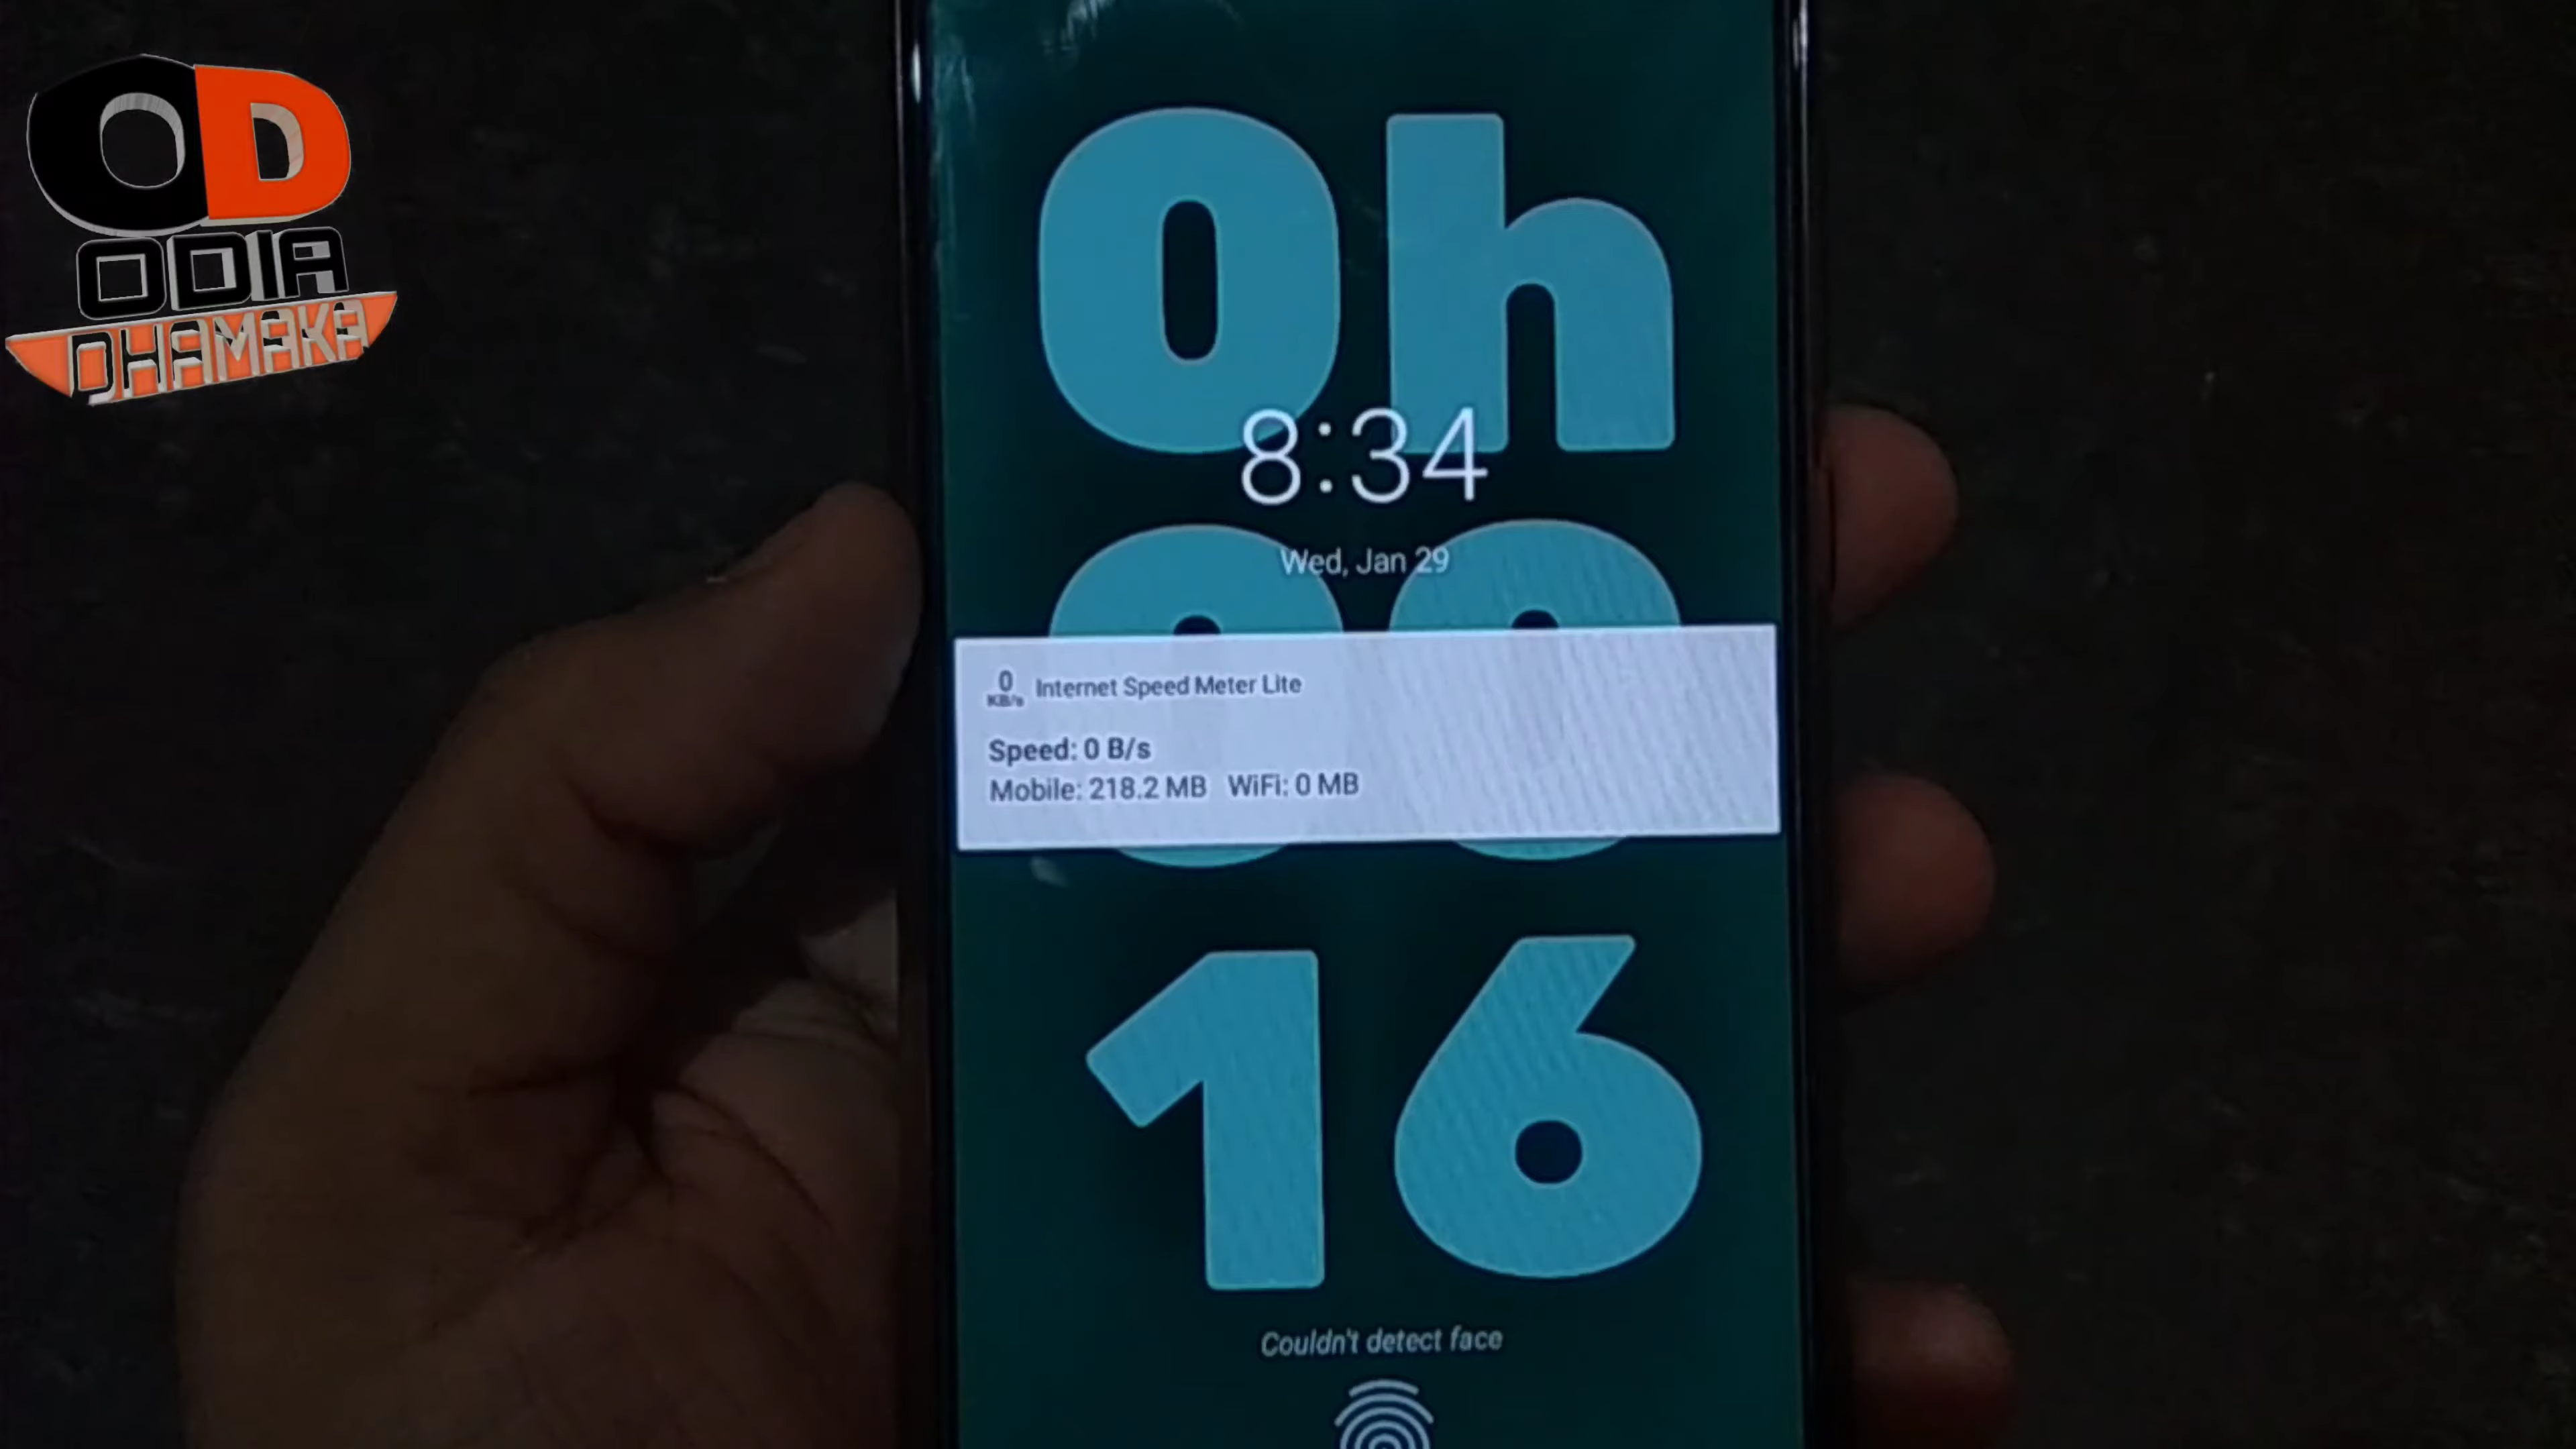 OD
ODIA
DHAMAKA
0h
8:34
Wed, Jan 29
0 KB/s Internet Speed Meter Lite
Speed: 0 B/s
Mobile: 218.2 MB WiFi: 0 MB
16
Couldn't detect face